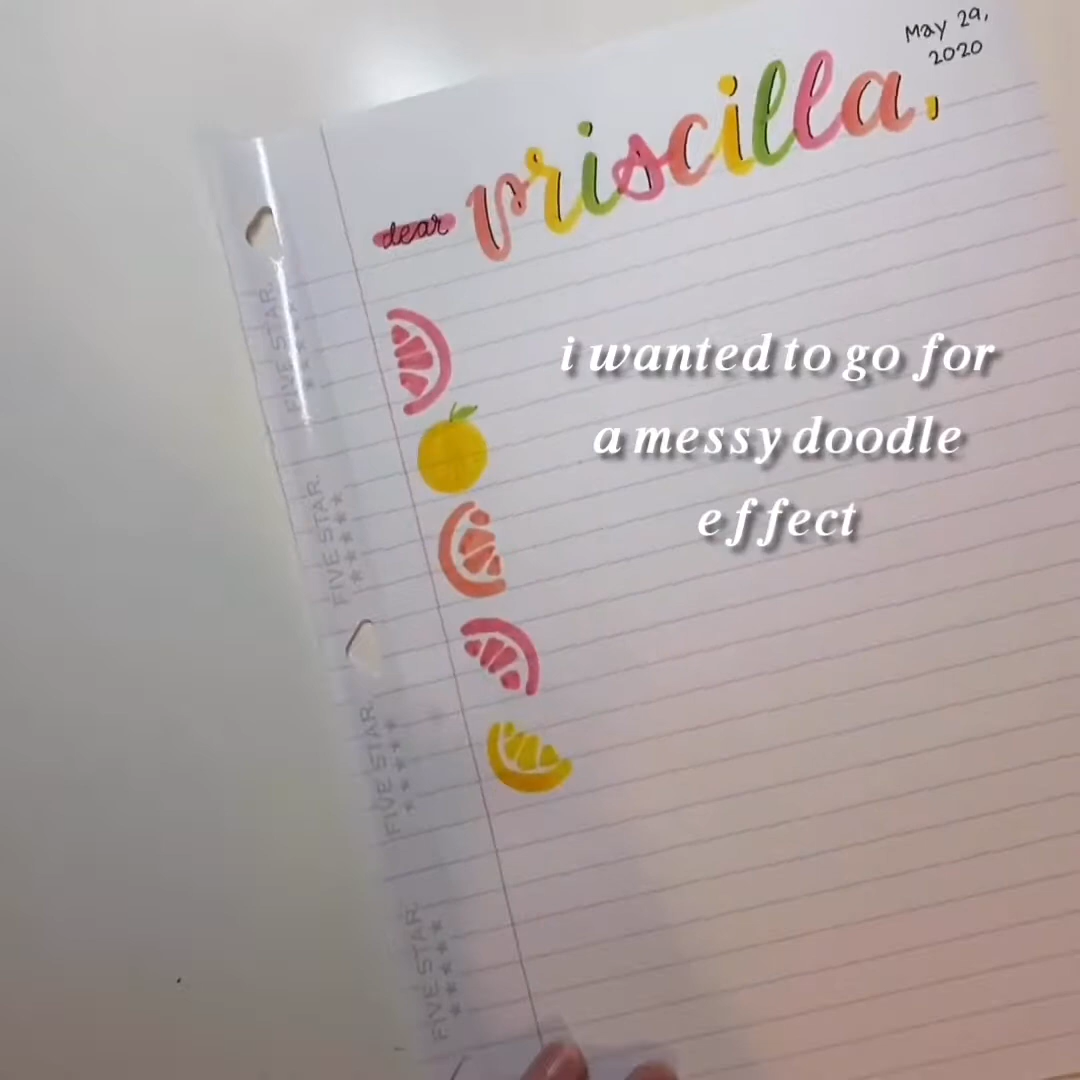 May 29,
2020
dear priscilla,
i wanted to go for
a messy doodle
effect
FIVE STAR
FIVE STAR
FIVE STAR
FIVE STAR